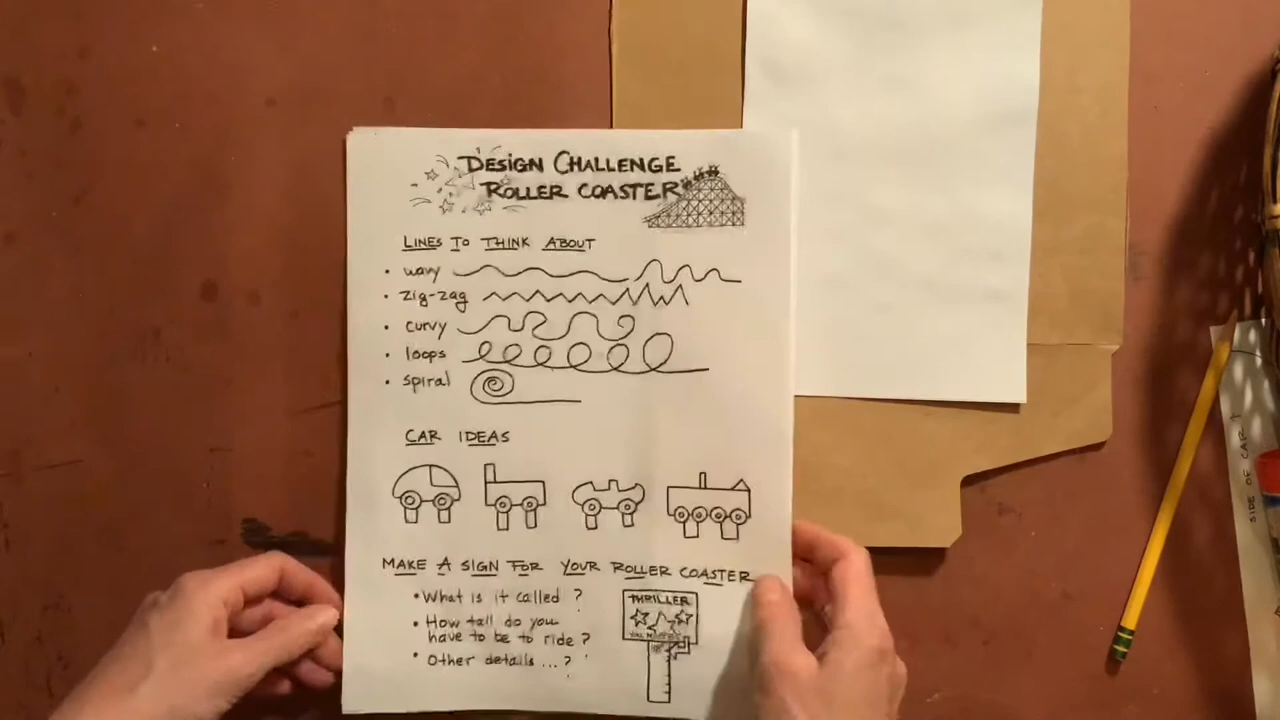 DESIGN CHALLENGE
ROLLER COASTER
LINES TO THINK ABOUT
• wavy
• zig-zag
• curvy
• loops
• spiral
CAR IDEAS
MAKE A SIGN FOR YOUR ROLLER COASTER
• What is it called ?
• How tall do you
have to be to ride ?
• Other details ... ?
THRILLER
SIDE OF CAR 1